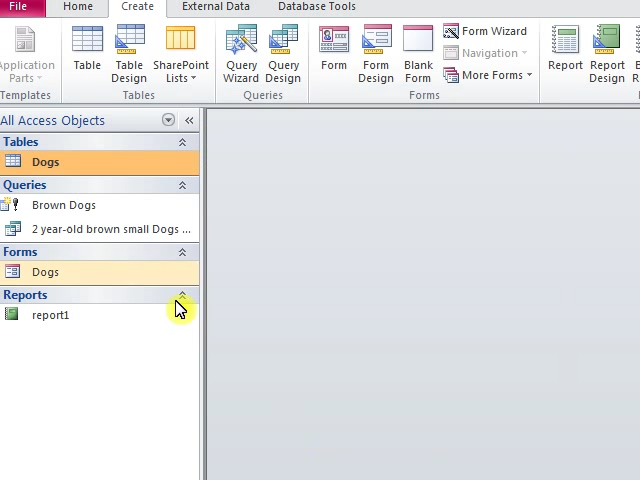 File Home Create External Data Database Tools
Application Parts
Templates
Table
Table Design
SharePoint Lists
Tables
Query Wizard
Query Design
Queries
Form
Form Design
Blank Form
Form Wizard
Navigation
More Forms
Forms
Report
Report Design
All Access Objects
Tables
Dogs
Queries
Brown Dogs
2 year-old brown small Dogs ...
Forms
Dogs
Reports
report1